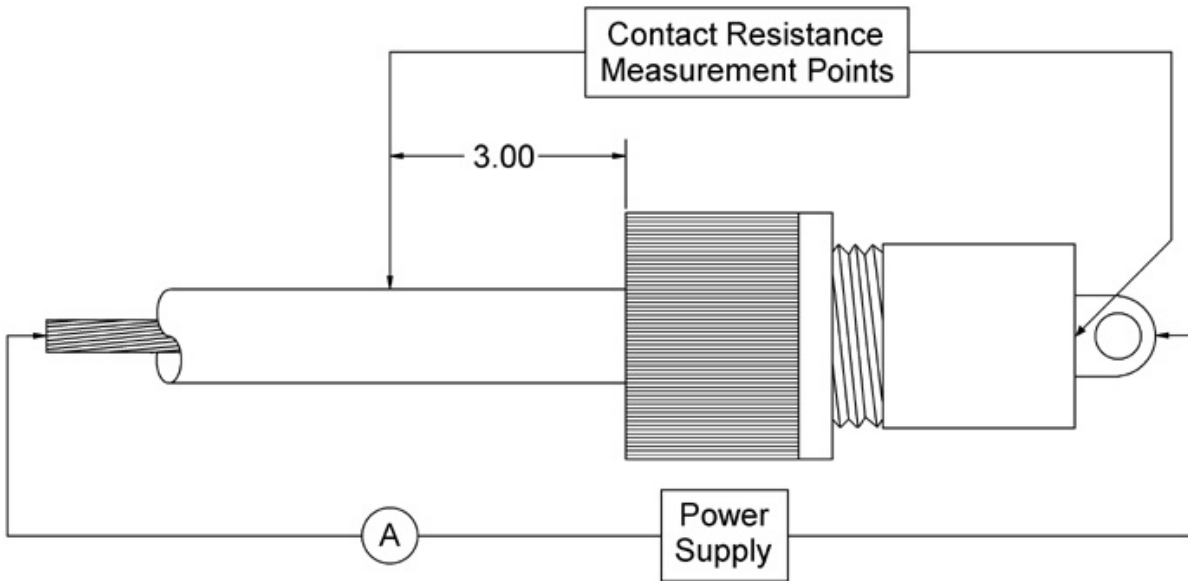 Contact Resistance
Measurement Points
3.00
A
Power
Supply